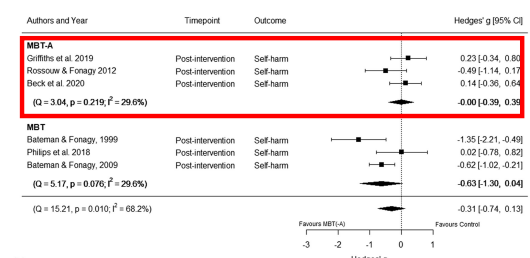 Authors and Year Timepoint Outcome Hedges' g [95% CI]
MBT-A
Griffiths et al. 2019 Post-intervention Self-harm 0.23 [-0.34, 0.80
Rossouw & Fonagy 2012 Post-intervention Self-harm -0.49 [-1.14, 0.17
Beck et al. 2020 Post-intervention Self-harm 0.14 [-0.36, 0.64
(Q = 3.04, p = 0.219; I² = 29.6%) -0.00 [-0.39, 0.39
MBT
Bateman & Fonagy, 1999 Post-intervention Self-harm -1.35 [-2.21, -0.49]
Philips et al. 2018 Post-intervention Self-harm 0.02 [-0.78, 0.82]
Bateman & Fonagy, 2009 Post-intervention Self-harm -0.62 [-1.02, -0.21]
(Q = 5.17, p = 0.076; I² = 29.6%) -0.63 [-1.30, 0.04]
(Q = 15.21, p = 0.010; I² = 68.2%) -0.31 [-0.74, 0.13]
Favours MBT(-A) Favours Control
-3 -2 -1 0 1